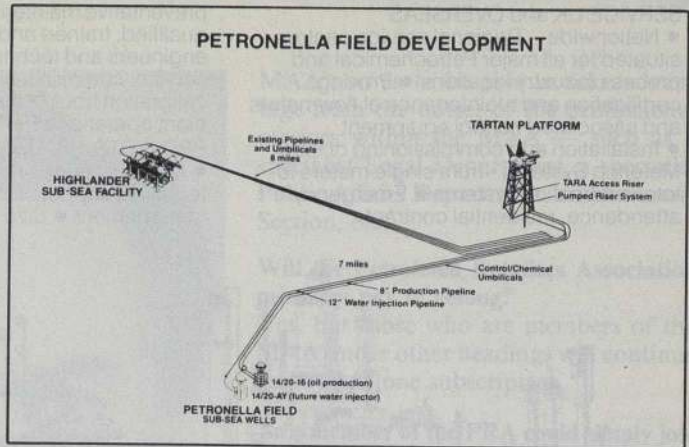 PETRONELLA FIELD DEVELOPMENT
TARTAN PLATFORM
Existing Pipelines
and Umbilicals
8 miles
HIGHLANDER
SUB-SEA FACILITY
TARA Access Riser
Pumped Riser System
7 miles
Control/Chemical
Umbilicals
8" Production Pipeline
12" Water Injection Pipeline
14/20-16 (oil production)
14/20-AY (future water injector)
PETRONELLA FIELD
SUB-SEA WELLS